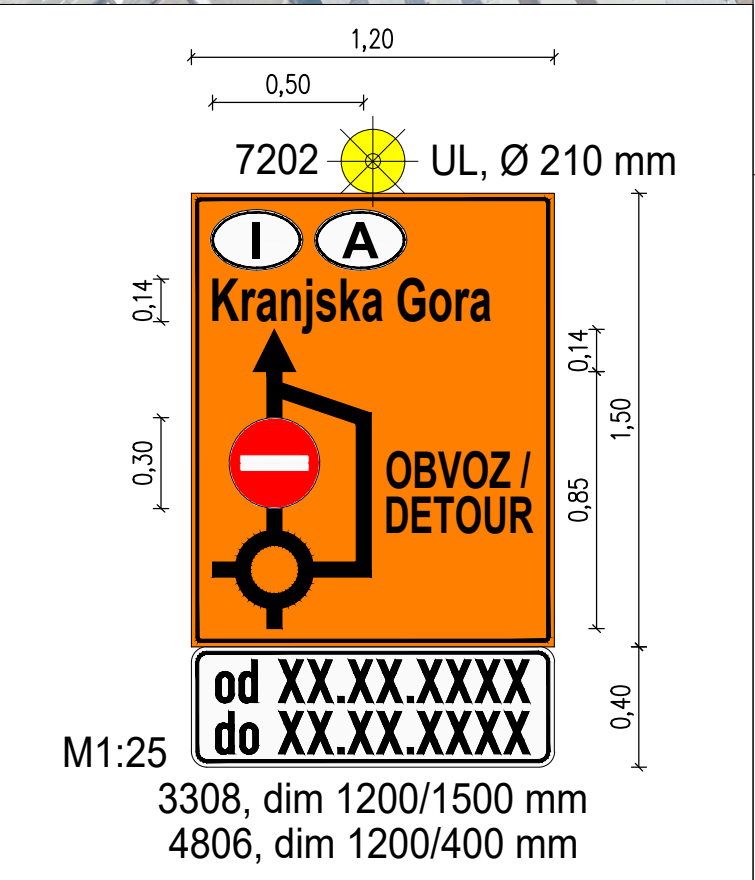 1,20
0,50
7202
UL, Ø 210 mm
I A
Kranjska Gora
0,14
0,14
1,50
0,30
OBVOZ /
DETOUR
0,85
od XX.XX.XXXX
do XX.XX.XXXX
0,40
M1:25
3308, dim 1200/1500 mm
4806, dim 1200/400 mm